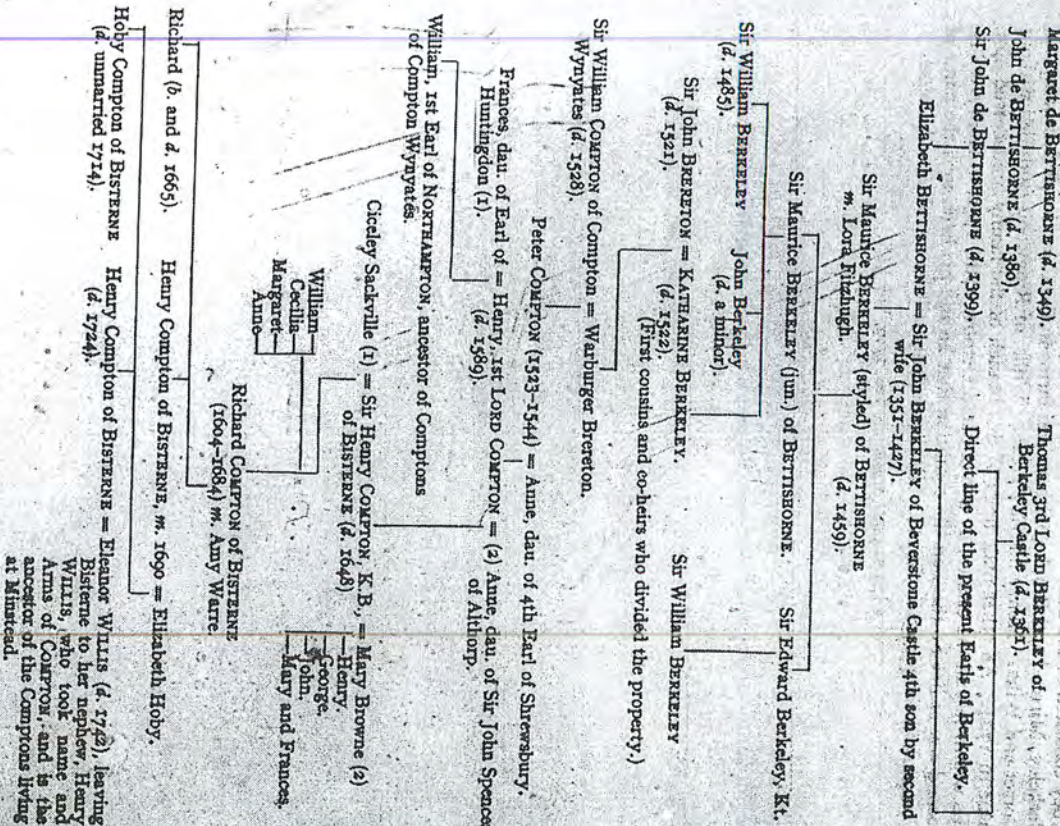 Margaret de BETTISHORNE (d. 1349).
John de BETTISHORNE (d. 1380).
Sir John de BETTISHORNE (d. 1399).
Thomas 3rd LORD BERKELEY of
Berkeley Castle (d. 1361).
Direct line of the present Earls of Berkeley.
Elizabeth BETTISHORNE = Sir John BERKELEY of Beverstone Castle 4th son by second
wife (1351-1427).
Sir Maurice BERKELEY (styled) of BETTISHORNE
m. Lora Fitzhugh. (d. 1459).
Sir Maurice BERKELEY (jun.) of BETTISHORNE.
Sir Edward Berkeley, Kt.
Sir William BERKELEY
(d. 1485).
John Berkeley
(d. a minor).
Sir John BRERETON = KATHARINE BERKELEY.
(d. 1521). (d. 1522).
Sir William BERKELEY
(First cousins and co-heirs who divided the property.)
Sir William COMPTON of Compton = Warburger Brereton.
Wynyates (d. 1528).
Peter COMPTON (1523-1544) = Anne, dau. of 4th Earl of Shrewsbury.
Frances, dau. of Earl of = Henry, 1st LORD COMPTON = (2) Anne, dau. of Sir John Spence
Huntingdon (1). (d. 1589). of Althorp.
William, 1st Earl of NORTHAMPTON, ancestor of Comptons
of Compton Wynyates.
Ciceley Sackville (1) = Sir Henry COMPTON, K.B., = Mary Browne (2)
of BISTERNE (d. 1648)
William
Cecilia
Margaret
Anne
Henry.
George.
John.
Mary and Frances.
Richard COMPTON of BISTERNE
(1604-1684) m. Any Warre.
Richard (b. and d. 1665).
Henry Compton of BISTERNE, m. 1690 = Elizabeth Hoby.
Hoby Compton of BISTERNE
(d. unmarried 1714).
Henry Compton of BISTERNE = Eleanor WILLIS (d. 1742), leaving
(d. 1724). Bisterne to her nephew, Henry
WILLIS, who took name and
Arms of COMPTON, and is the
ancestor of the Comptons living
at Minstead.